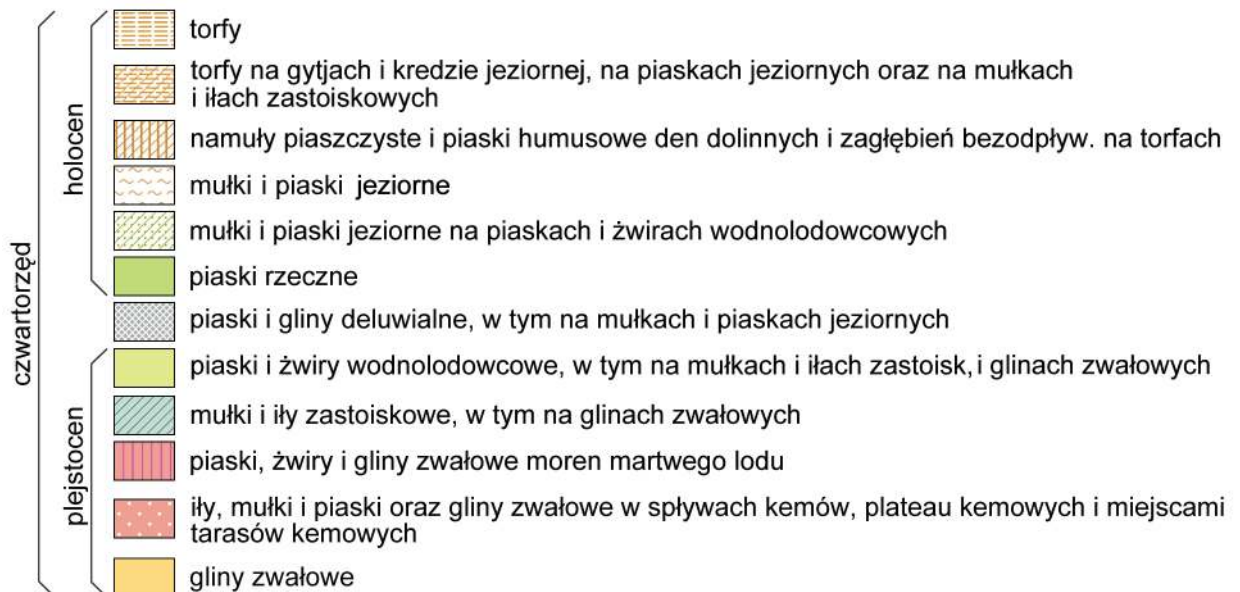 czwartorzęd
holocen
torfy
torfy na gytjach i kredzie jeziornej, na piaskach jeziornych oraz na mułkach
i iłach zastoiskowych
namuły piaszczyste i piaski humusowe den dolinnych i zagłębień bezodpływ. na torfach
mułki i piaski jeziorne
mułki i piaski jeziorne na piaskach i żwirach wodnolodowcowych
piaski rzeczne
piaski i gliny deluwialne, w tym na mułkach i piaskach jeziornych
plejstocen
piaski i żwiry wodnolodowcowe, w tym na mułkach i iłach zastoisk, i glinach zwałowych
mułki i iły zastoiskowe, w tym na glinach zwałowych
piaski, żwiry i gliny zwałowe moren martwego lodu
iły, mułki i piaski oraz gliny zwałowe w spływach kemów, plateau kemowych i miejscami
tarasów kemowych
gliny zwałowe